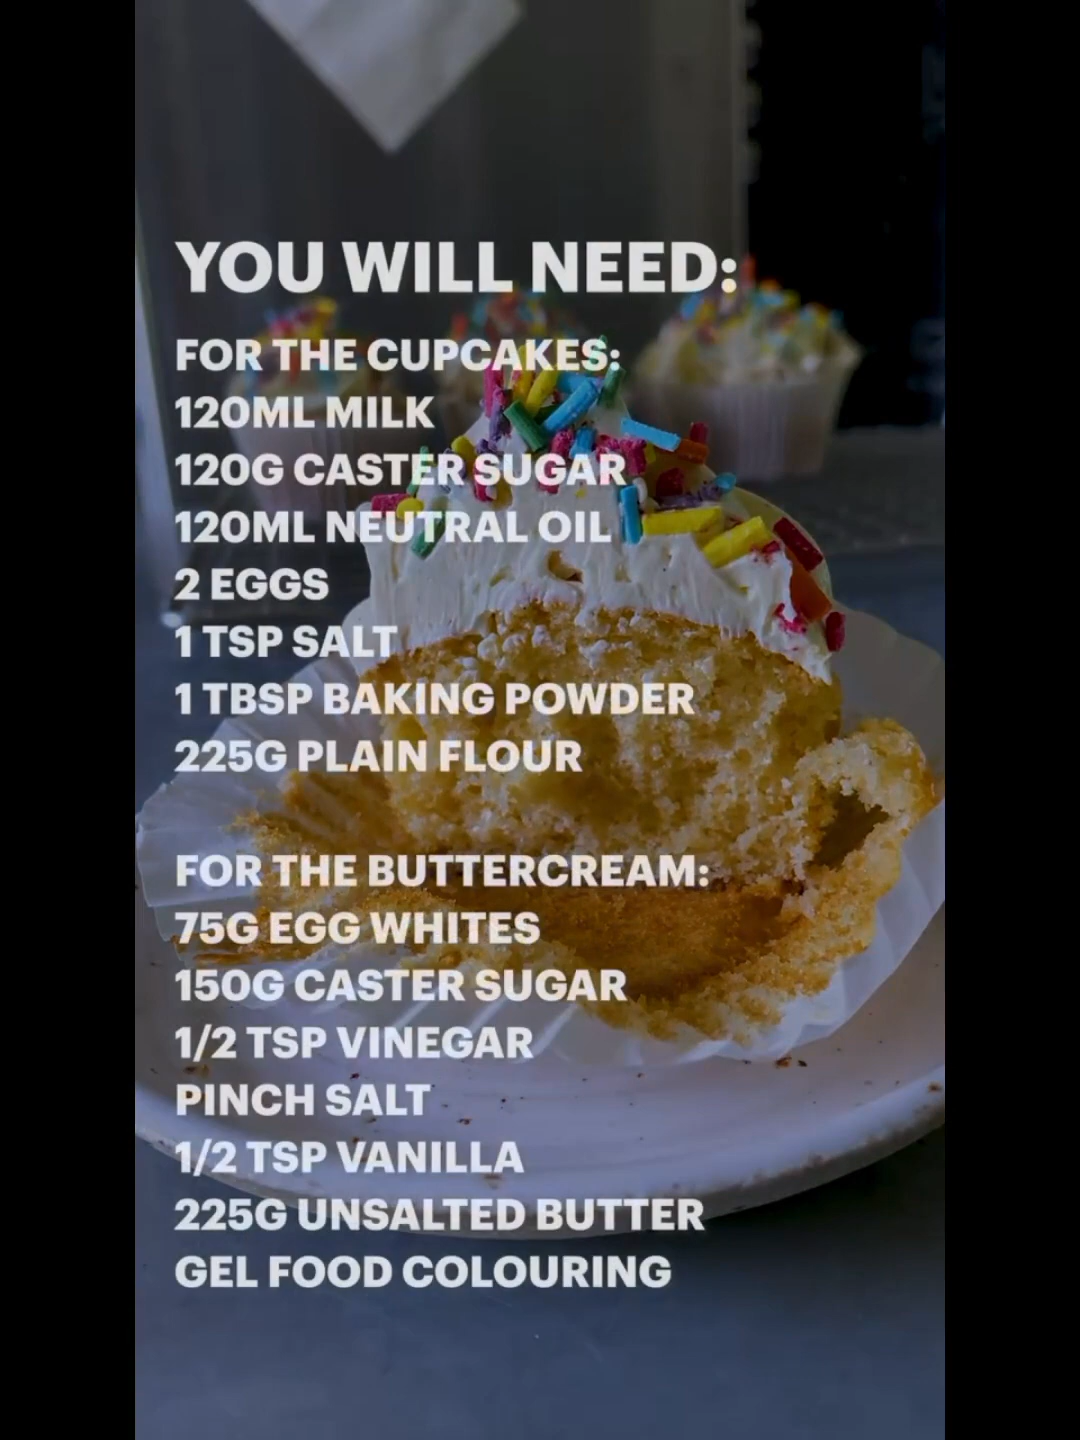 YOU WILL NEED:
FOR THE CUPCAKES:
120ML MILK
120G CASTER SUGAR
120ML NEUTRAL OIL
2 EGGS
1 TSP SALT
1 TBSP BAKING POWDER
225G PLAIN FLOUR
FOR THE BUTTERCREAM:
75G EGG WHITES
150G CASTER SUGAR
1/2 TSP VINEGAR
PINCH SALT
1/2 TSP VANILLA
225G UNSALTED BUTTER
GEL FOOD COLOURING